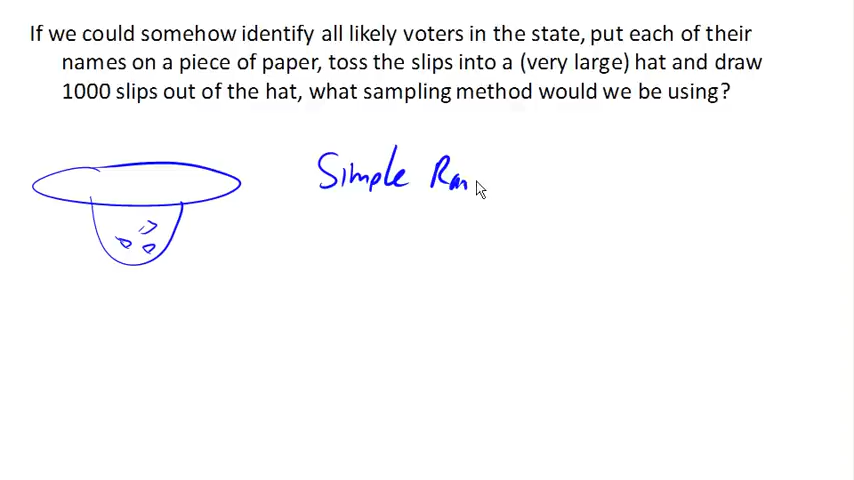 If we could somehow identify all likely voters in the state, put each of their
names on a piece of paper, toss the slips into a (very large) hat and draw
1000 slips out of the hat, what sampling method would we be using?
Simple Ran